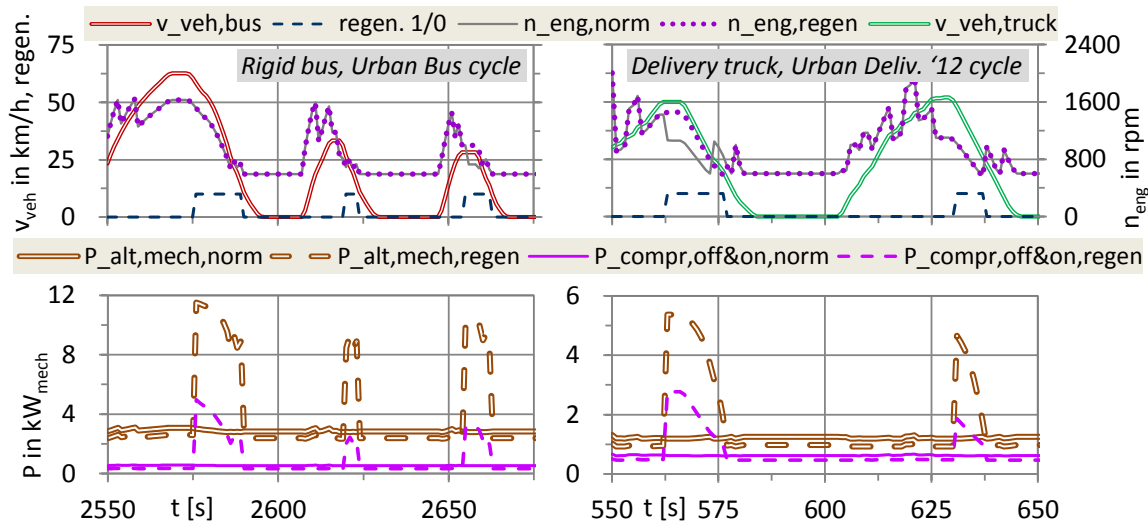 v_veh,bus regen. 1/0 n_eng,norm n_eng,regen v_veh,truck
v_veh in km/h, regen.
75
50
25
0
Rigid bus, Urban Bus cycle
Delivery truck, Urban Deliv. ‘12 cycle
2400
1600
800
0
n_eng in rpm
P_alt,mech,norm P_alt,mech,regen P_compr,off&on,norm P_compr,off&on,regen
P in kW_mech
12
8
4
0
2550 t [s] 2600 2650
6
4
2
0
550 t [s] 575 600 625 650